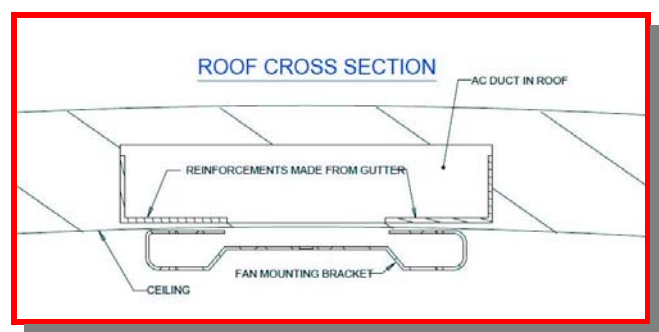 ROOF CROSS SECTION
AC DUCT IN ROOF
REINFORCEMENTS MADE FROM GUTTER
FAN MOUNTING BRACKET
CEILING